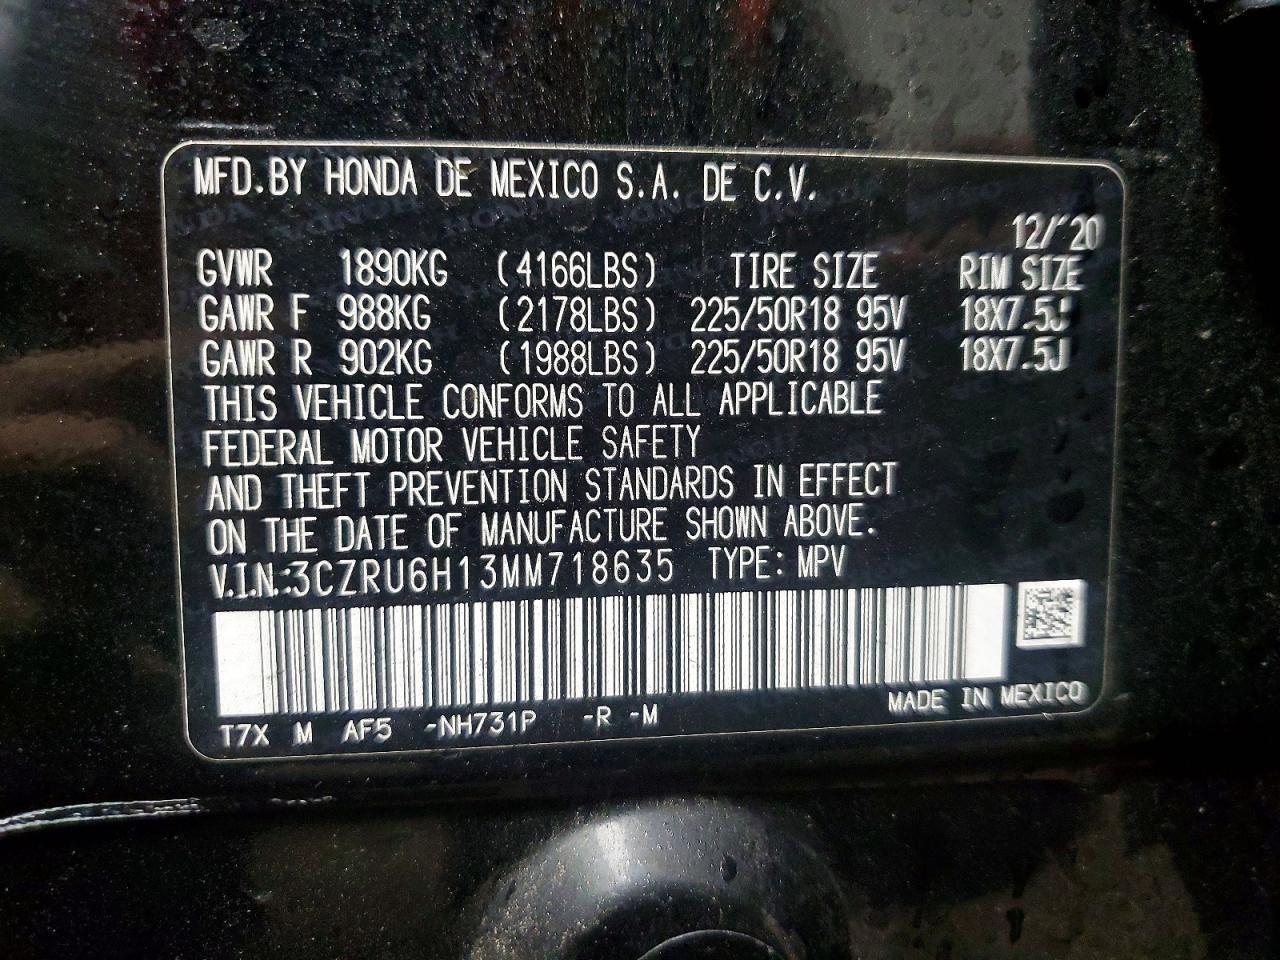 MFD.BY HONDA DE MEXICO S.A. DE C.V.
12/'20
GVWR 1890KG (4166LBS) TIRE SIZE RIM SIZE
GAWR F 988KG (2178LBS) 225/50R18 95V 18X7.5J
GAWR R 902KG (1988LBS) 225/50R18 95V 18X7.5J
THIS VEHICLE CONFORMS TO ALL APPLICABLE
FEDERAL MOTOR VEHICLE SAFETY
AND THEFT PREVENTION STANDARDS IN EFFECT
ON THE DATE OF MANUFACTURE SHOWN ABOVE.
V.I.N.:3CZRU6H13MM718635 TYPE: MPV
MADE IN MEXICO
T7X M AF5 -NH731P -R -M